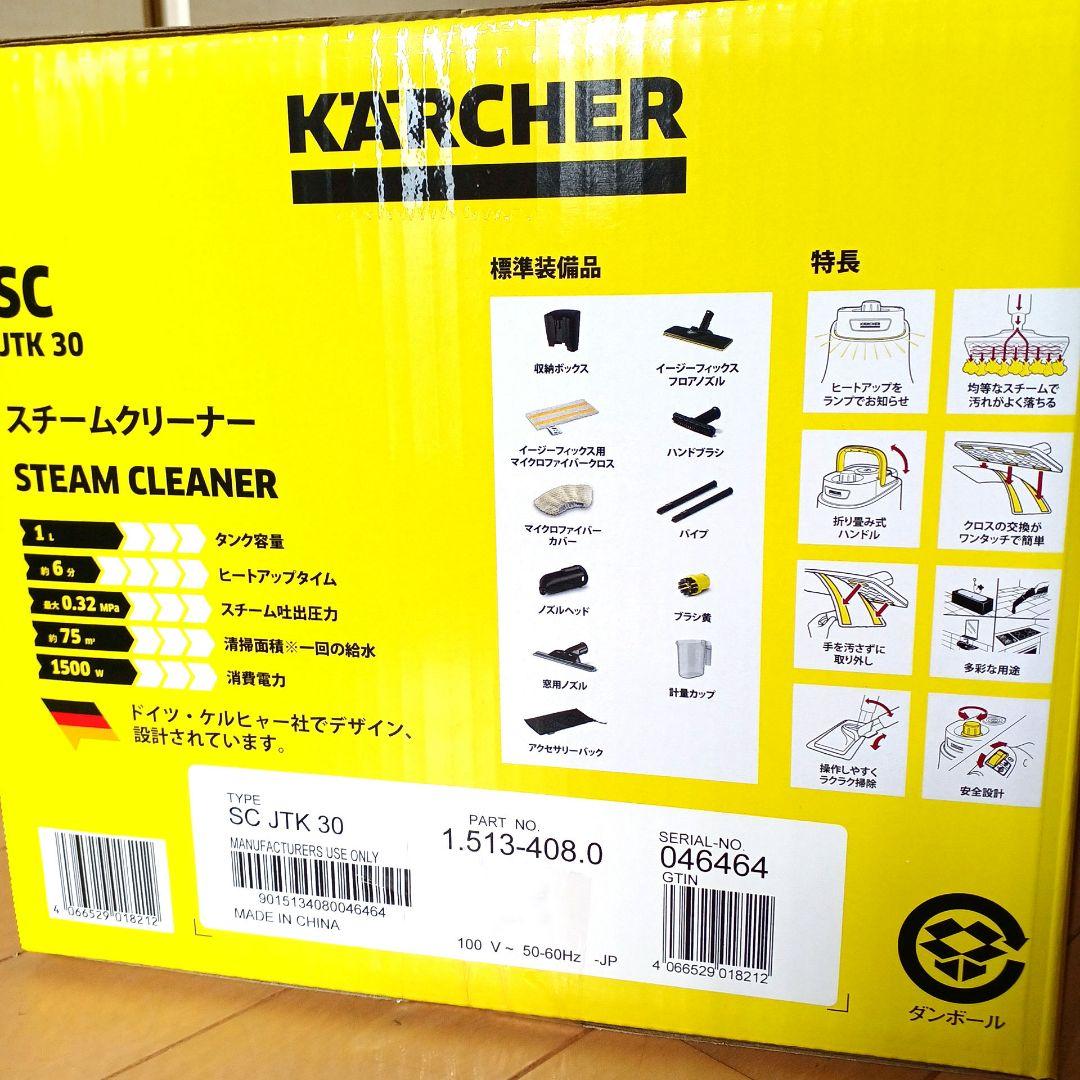 KÄRCHER
SC
JTK 30
スチームクリーナー
STEAM CLEANER
1 L タンク容量
約 6 分 ヒートアップタイム
最大 0.32 MPa スチーム吐出圧力
約 75 m² 清掃面積※一回の給水
1500 W 消費電力
ドイツ・ケルヒャー社でデザイン、
設計されています。
標準装備品
収納ボックス
イージーフィックス
フロアノズル
イージーフィックス用
マイクロファイバークロス
ハンドブラシ
マイクロファイバー
カバー
パイプ
ノズルヘッド
ブラシ黄
窓用ノズル
計量カップ
アクセサリーバック
特長
KÄRCHER
ヒートアップを
ランプでお知らせ
均等なスチームで
汚れがよく落ちる
折り畳み式
ハンドル
クロスの交換が
ワンタッチで簡単
手を汚さずに
取り外し
多彩な用途
操作しやすく
ラクラク掃除
安全設計
TYPE
SC JTK 30
MANUFACTURERS USE ONLY
9015134080046464
MADE IN CHINA
PART NO.
1.513-408.0
SERIAL-NO.
046464
GTIN
4 066529 018212
100 V ~ 50-60Hz -JP
4 066529 018212
ダンボール